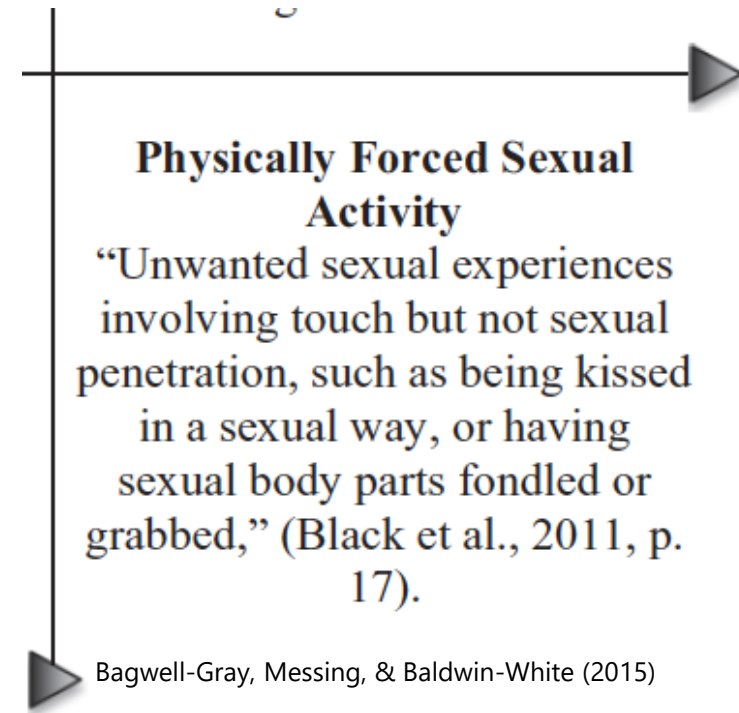 Physically Forced Sexual
Activity
“Unwanted sexual experiences
involving touch but not sexual
penetration, such as being kissed
in a sexual way, or having
sexual body parts fondled or
grabbed,” (Black et al., 2011, p.
17).
Bagwell-Gray, Messing, & Baldwin-White (2015)